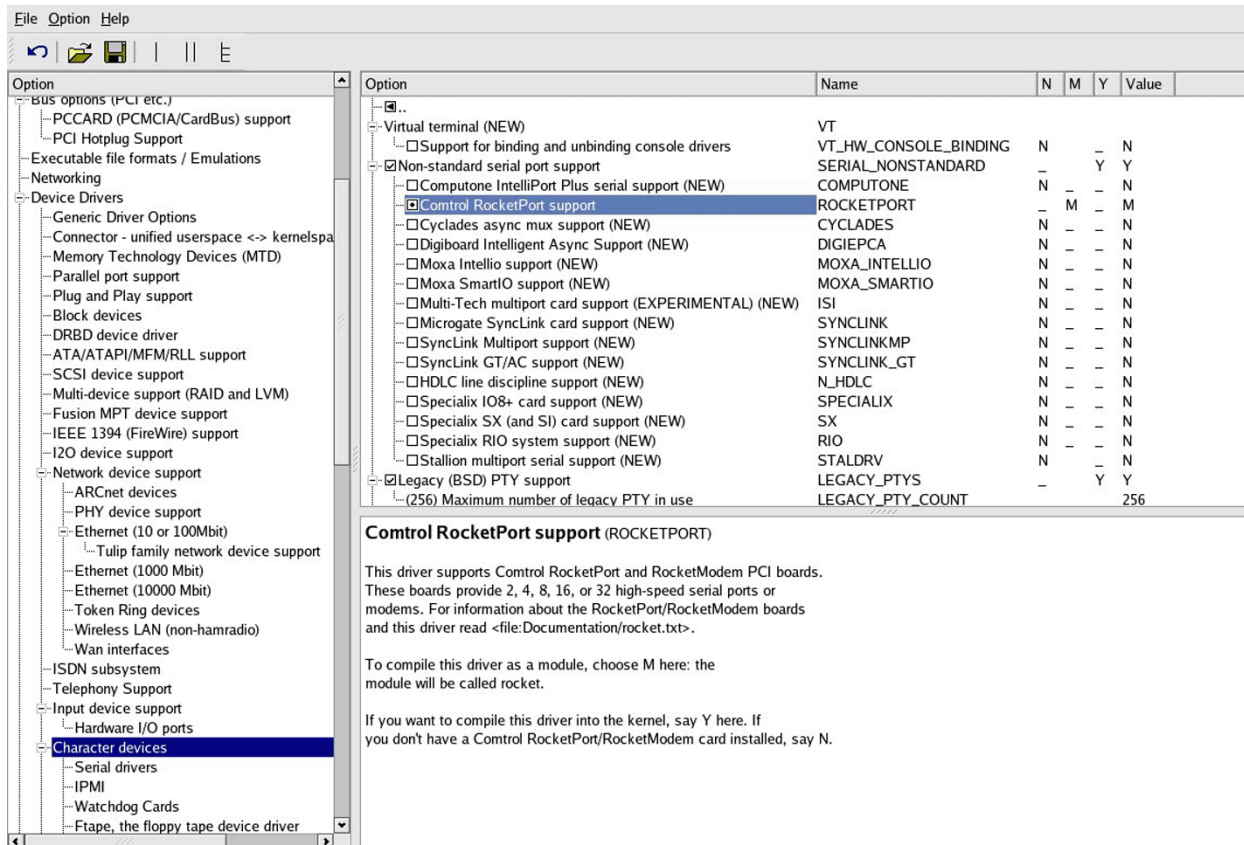 File Option Help
Option
Bus options (PCI etc.)
PCCARD (PCMCIA/CardBus) support
PCI Hotplug Support
Executable file formats / Emulations
Networking
Device Drivers
Generic Driver Options
Connector - unified userspace <-> kernelspa
Memory Technology Devices (MTD)
Parallel port support
Plug and Play support
Block devices
DRBD device driver
ATA/ATAPI/MFM/RLL support
SCSI device support
Multi-device support (RAID and LVM)
Fusion MPT device support
IEEE 1394 (FireWire) support
I2O device support
Network device support
ARCnet devices
PHY device support
Ethernet (10 or 100Mbit)
Tulip family network device support
Ethernet (1000 Mbit)
Ethernet (10000 Mbit)
Token Ring devices
Wireless LAN (non-hamradio)
Wan interfaces
ISDN subsystem
Telephony Support
Input device support
Hardware I/O ports
Character devices
Serial drivers
IPMI
Watchdog Cards
Ftape, the floppy tape device driver
Option Name N M Y Value
..
Virtual terminal (NEW) VT
Support for binding and unbinding console drivers VT_HW_CONSOLE_BINDING N _ N
Non-standard serial port support SERIAL_NONSTANDARD _ Y Y
Computone IntelliPort Plus serial support (NEW) COMPUTONE N _ _ N
Comtrol RocketPort support ROCKETPORT _ M _ M
Cyclades async mux support (NEW) CYCLADES N _ _ N
Digiboard Intelligent Async Support (NEW) DIGIEPCA N _ _ N
Moxa Intellio support (NEW) MOXA_INTELLIO N _ _ N
Moxa SmartIO support (NEW) MOXA_SMARTIO N _ _ N
Multi-Tech multiport card support (EXPERIMENTAL) (NEW) ISI N _ _ N
Microgate SyncLink card support (NEW) SYNCLINK N _ _ N
SyncLink Multiport support (NEW) SYNCLINKMP N _ _ N
SyncLink GT/AC support (NEW) SYNCLINK_GT N _ _ N
HDLC line discipline support (NEW) N_HDLC N _ _ N
Specialix IO8+ card support (NEW) SPECIALIX N _ _ N
Specialix SX (and SI) card support (NEW) SX N _ _ N
Specialix RIO system support (NEW) RIO N _ _ N
Stallion multiport serial support (NEW) STALDRV N _ N
Legacy (BSD) PTY support LEGACY_PTYS _ Y Y
(256) Maximum number of legacy PTY in use LEGACY_PTY_COUNT 256
Comtrol RocketPort support (ROCKETPORT)
This driver supports Comtrol RocketPort and RocketModem PCI boards.
These boards provide 2, 4, 8, 16, or 32 high-speed serial ports or
modems. For information about the RocketPort/RocketModem boards
and this driver read <file:Documentation/rocket.txt>.
To compile this driver as a module, choose M here: the
module will be called rocket.
If you want to compile this driver into the kernel, say Y here. If
you don't have a Comtrol RocketPort/RocketModem card installed, say N.